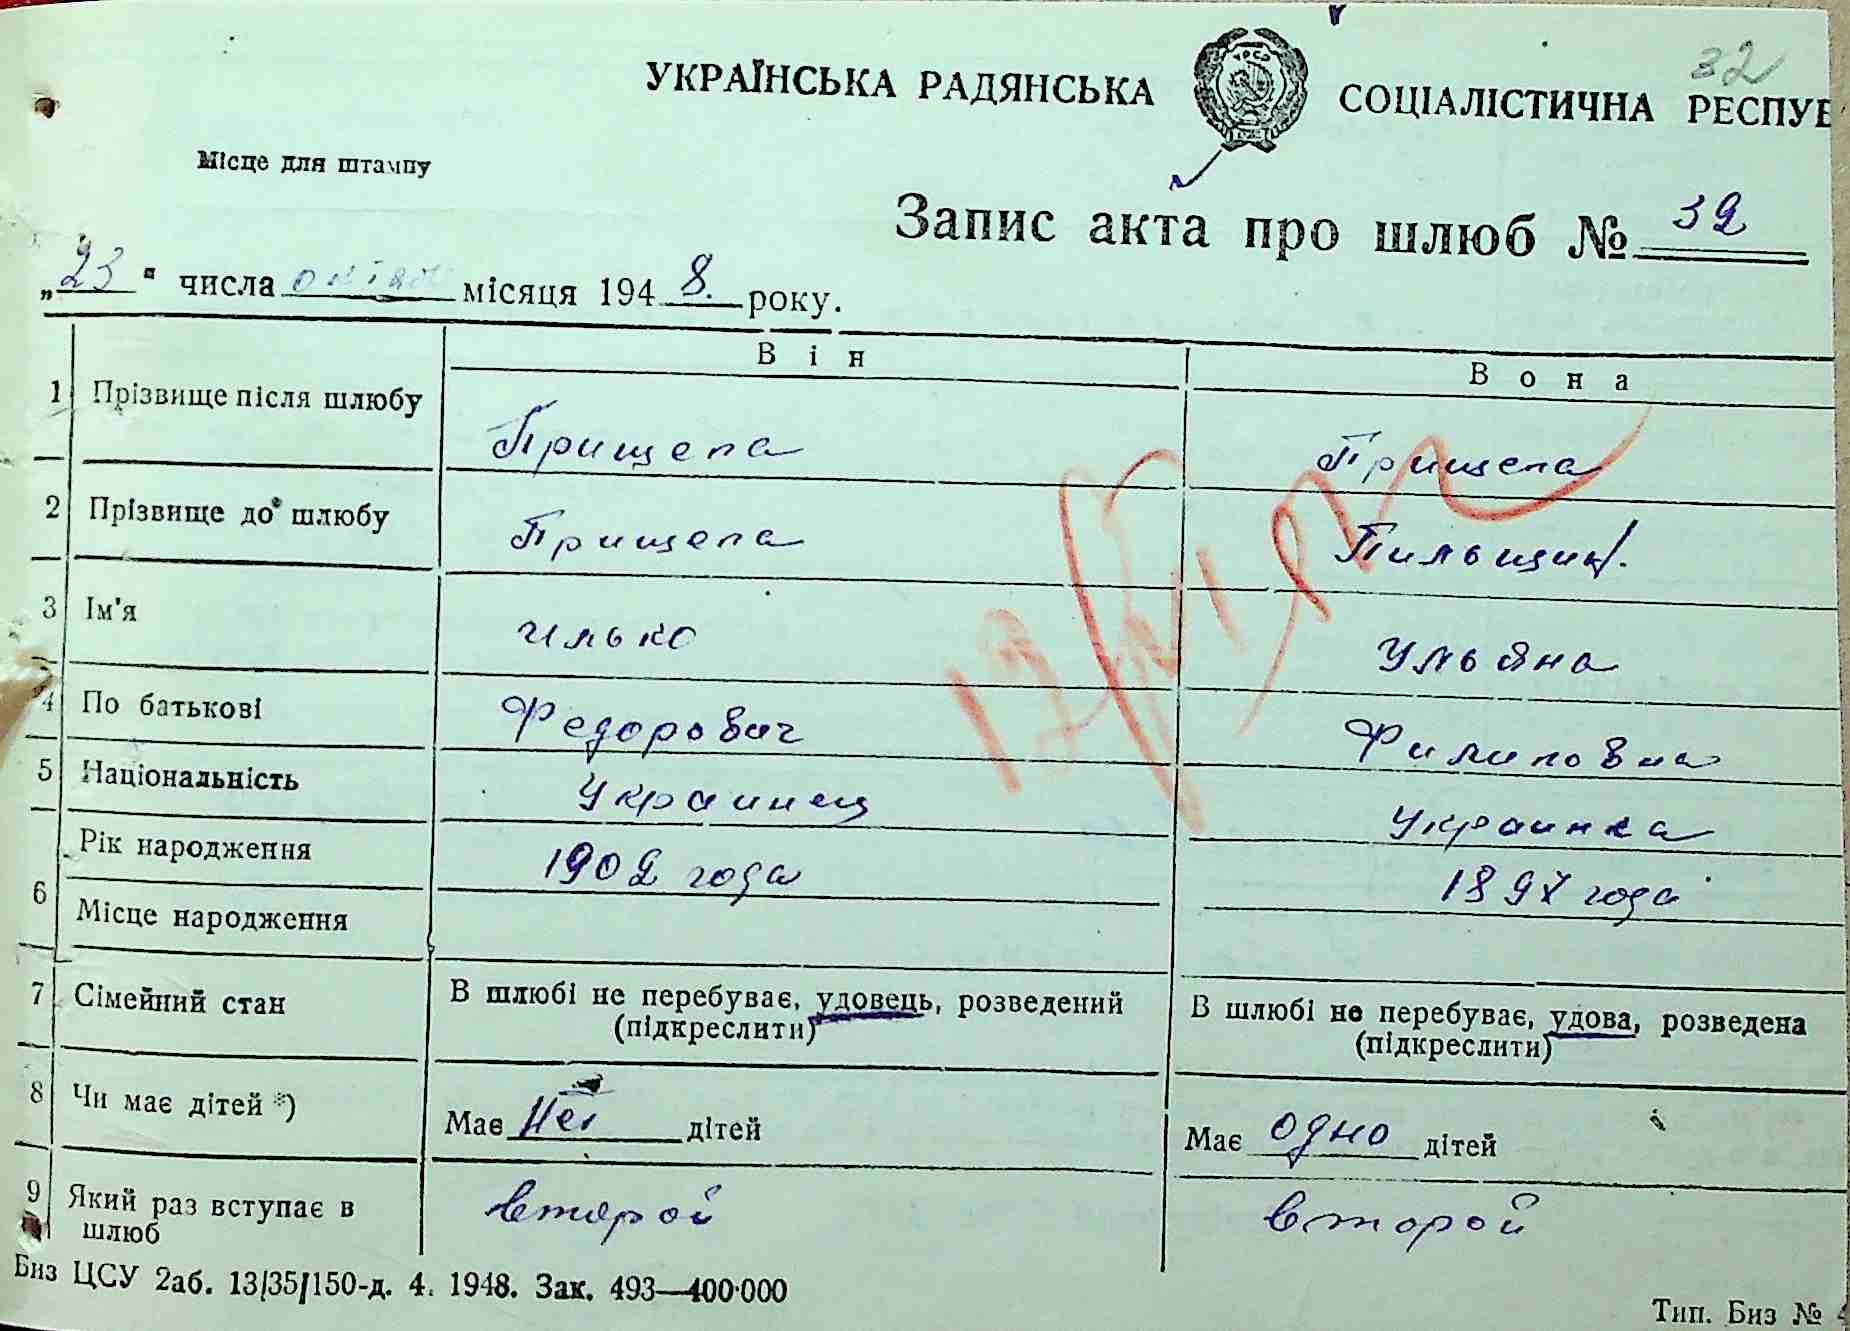 32
УКРАЇНСЬКА РАДЯНСЬКА СОЦІАЛІСТИЧНА РЕСПУБ
Місце для штампу
Запис акта про шлюб № 32
„23" числа октяб місяця 1948. року.
Він Вона
1 Прізвище після шлюбу Прищепа Прищепа
2 Прізвище до шлюбу Прищепа
3 Ім'я Илько Ульяна
4 По батькові Федорович Филиповна
5 Національність Украинец Украинка
6 Рік народження 1902 года 1897 года
Місце народження
7 Сімейний стан В шлюбі не перебуває, удовець, розведений В шлюбі не перебуває, удова, розведена
(підкреслити) (підкреслити)
8 Чи має дітей *) Має Нет дітей Має одно дітей
9 Який раз вступає в шлюб второй второй
Биз ЦСУ 2аб. 13/35/150-д. 4. 1948. Зак. 493—400·000
Тип. Биз № 4